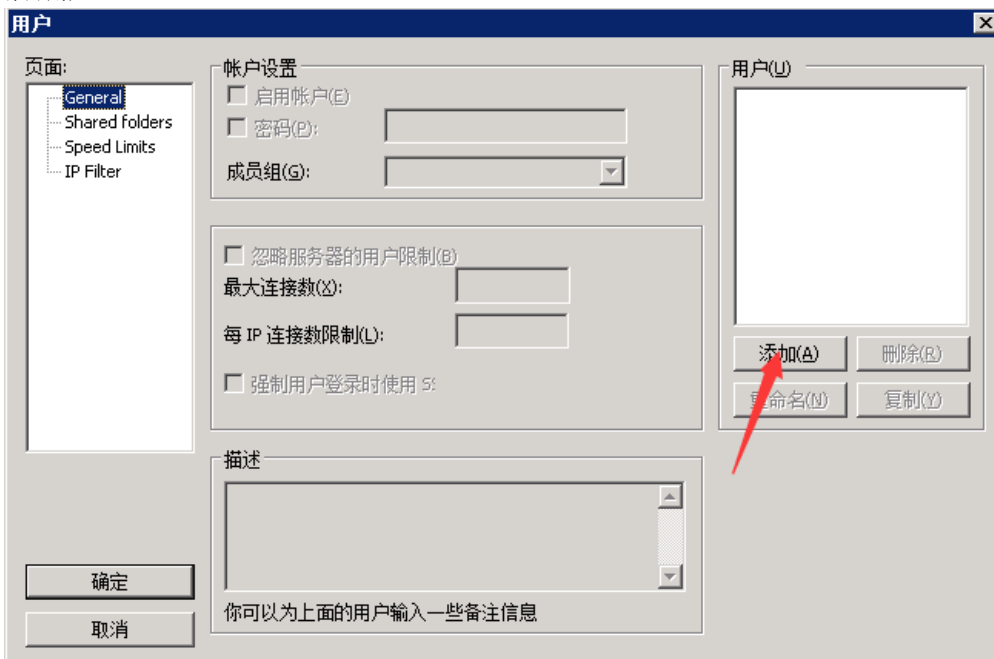 用户
页面:
General
Shared folders
Speed Limits
IP Filter
帐户设置
启用帐户(E)
密码(P):
成员组(G):
忽略服务器的用户限制(B)
最大连接数(X):
每 IP 连接数限制(L):
强制用户登录时使用
描述
你可以为上面的用户输入一些备注信息
用户(U)
添加(A)
删除(R)
重命名(N)
复制(Y)
确定
取消